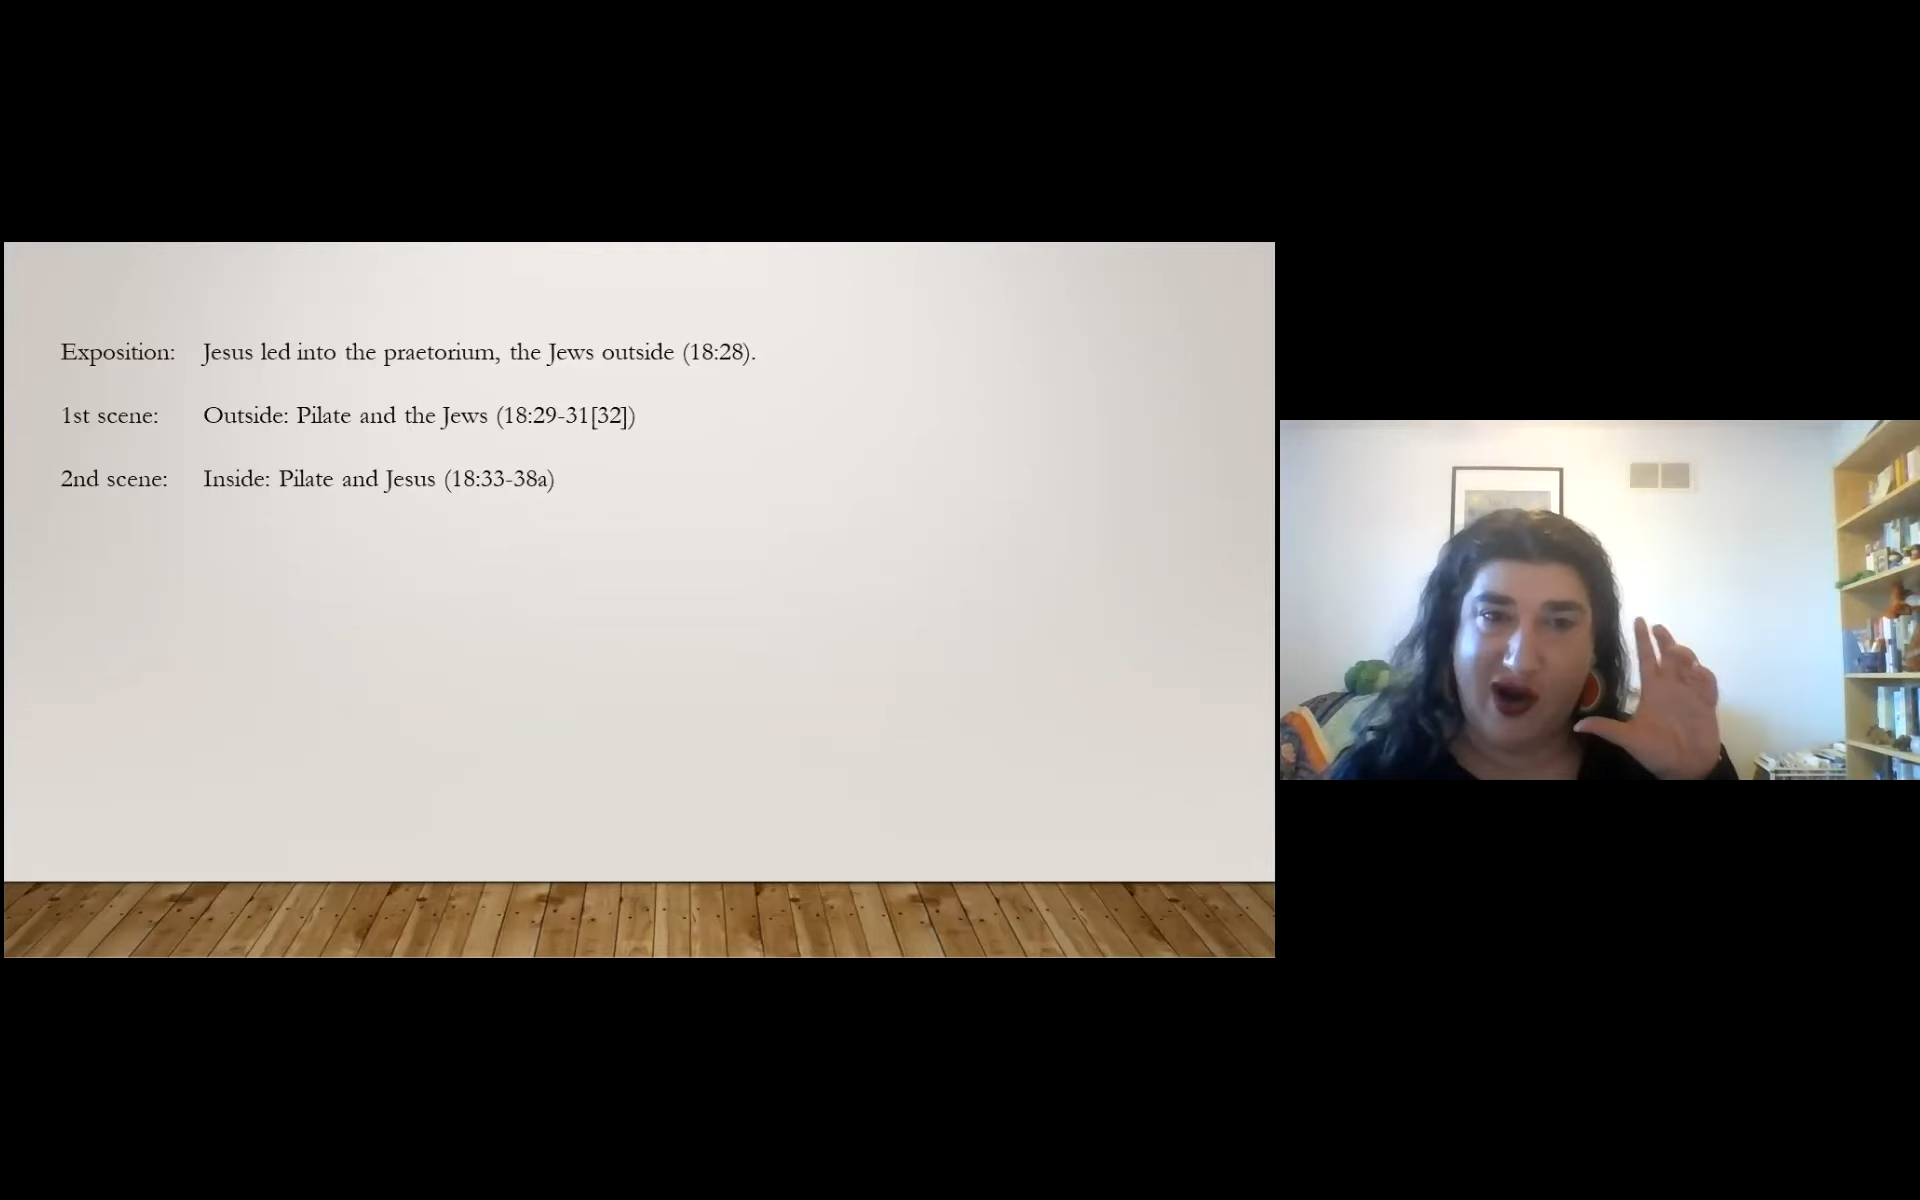 Exposition: Jesus led into the praetorium, the Jews outside (18:28).
1st scene: Outside: Pilate and the Jews (18:29-31[32])
2nd scene: Inside: Pilate and Jesus (18:33-38a)